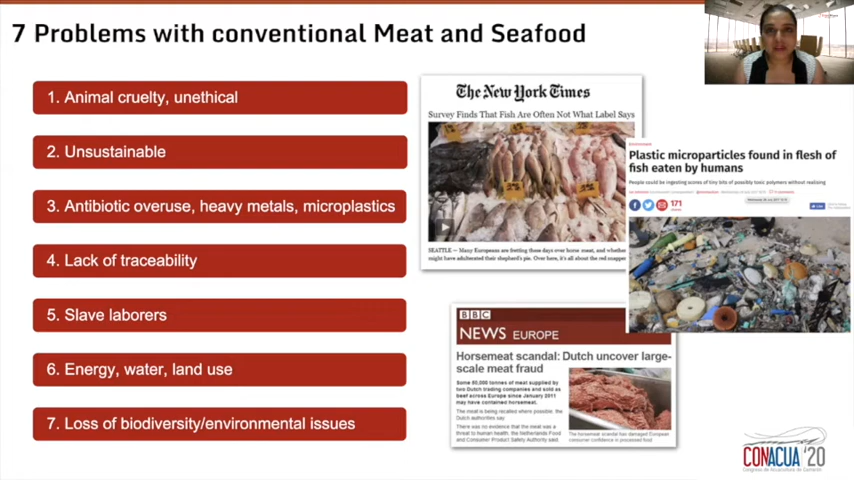 7 Problems with conventional Meat and Seafood
1. Animal cruelty, unethical
2. Unsustainable
3. Antibiotic overuse, heavy metals, microplastics
4. Lack of traceability
5. Slave laborers
6. Energy, water, land use
7. Loss of biodiversity/environmental issues
The New York Times
Survey Finds That Fish Are Often Not What Label Says
SEATTLE — Many Europeans are fretting these days over horse meat, and whether
might have adulterated their shepherd's pie. Over here, it's all about the red snapper
Plastic microparticles found in flesh of
fish eaten by humans
People could be ingesting scores of tiny bits of possibly toxic polymers without realising
171
BBC
NEWS EUROPE
Horsemeat scandal: Dutch uncover large-
scale meat fraud
Some 50,000 tonnes of meat supplied by
two Dutch trading companies and sold as
beef across Europe since January 2011
may have contained horsemeat.
The meat is being recalled where possible, the
Dutch authorities say.
There was no evidence that the meat was a
threat to human health, the Netherlands Food
and Consumer Product Safety Authority said.
The horsemeat scandal has damaged European
consumer confidence in processed food
CONACUA '20